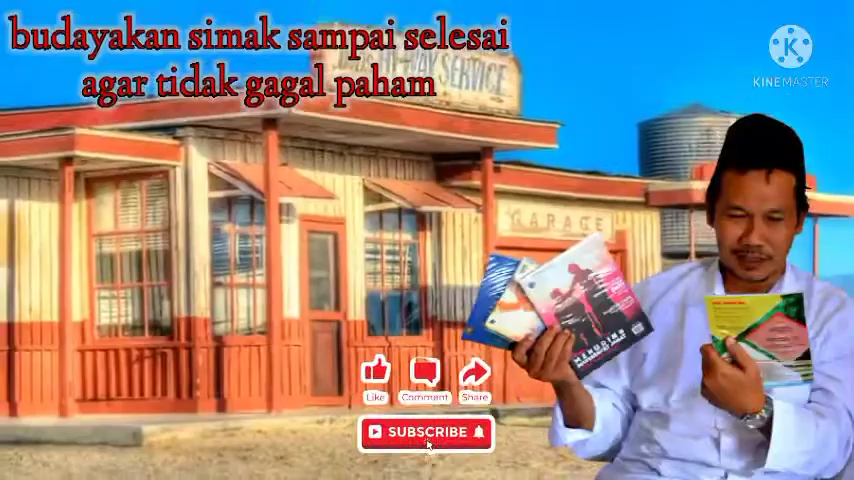 budayakan simak sampai selesai
agar tidak gagal paham
KINEMASTER
SERVICE
GARAGE
Like
Comment
Share
SUBSCRIBE